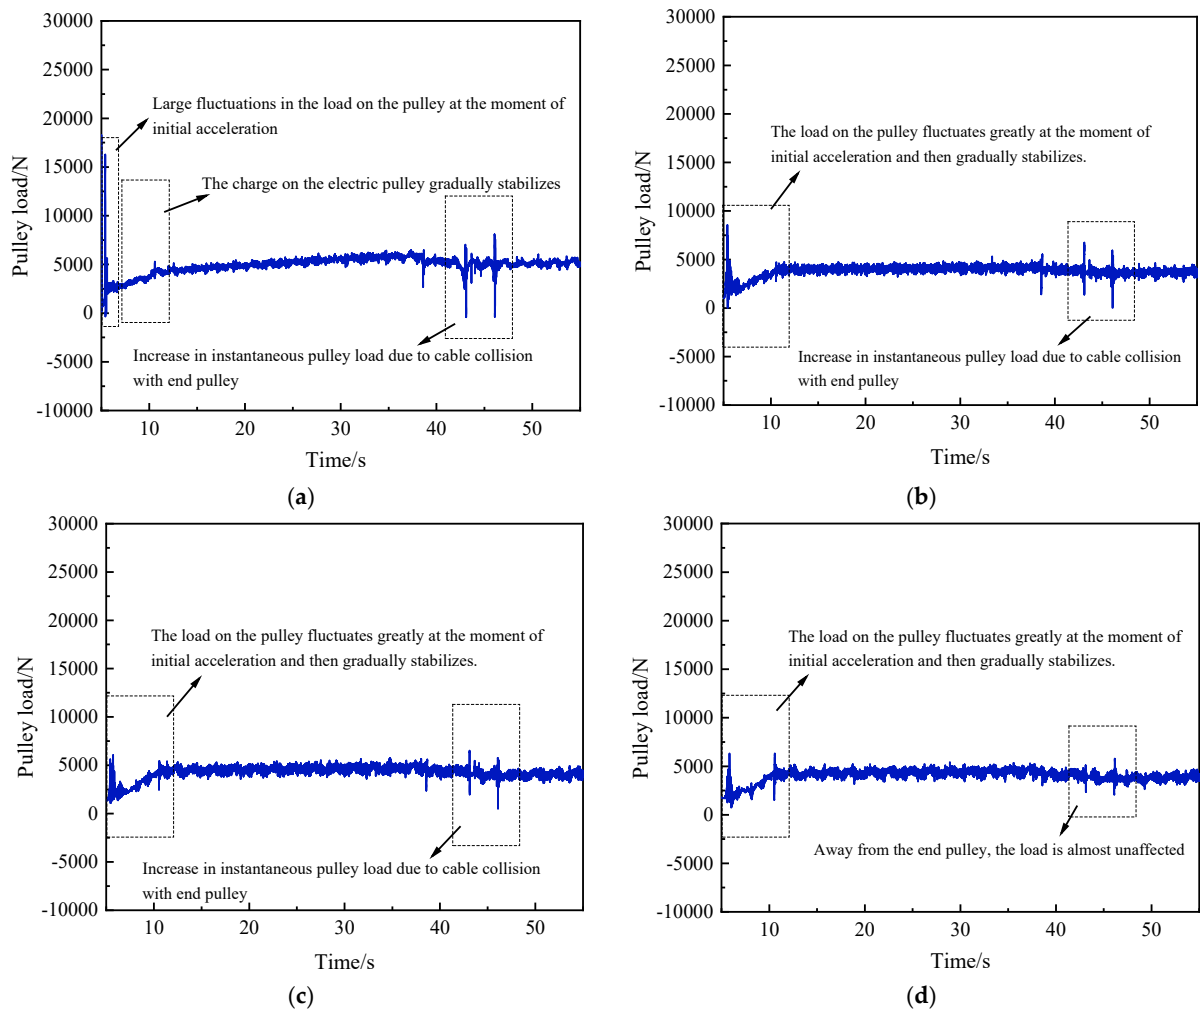 30000
25000
20000
15000
10000
5000
0
-5000
-10000
Pulley load/N
Large fluctuations in the load on the pulley at the moment of
initial acceleration
The charge on the electric pulley gradually stabilizes
Increase in instantaneous pulley load due to cable collision
with end pulley
10 20 30 40 50
Time/s
(a)
30000
25000
20000
15000
10000
5000
0
-5000
-10000
Pulley load/N
The load on the pulley fluctuates greatly at the moment of
initial acceleration and then gradually stabilizes.
Increase in instantaneous pulley load due to cable collision
with end pulley
10 20 30 40 50
Time/s
(b)
30000
25000
20000
15000
10000
5000
0
-5000
-10000
Pulley load/N
The load on the pulley fluctuates greatly at the moment of
initial acceleration and then gradually stabilizes.
Increase in instantaneous pulley load due to cable collision
with end pulley
10 20 30 40 50
Time/s
(c)
30000
25000
20000
15000
10000
5000
0
-5000
-10000
Pulley load/N
The load on the pulley fluctuates greatly at the moment of
initial acceleration and then gradually stabilizes.
Away from the end pulley, the load is almost unaffected
10 20 30 40 50
Time/s
(d)